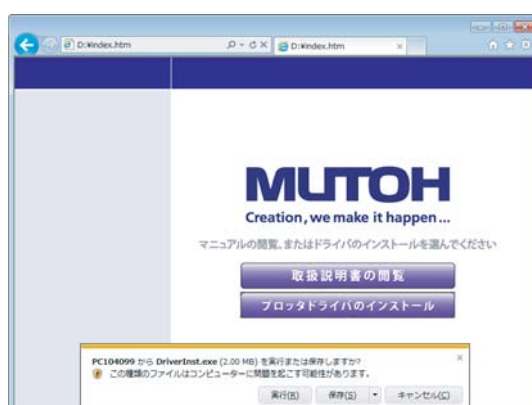 D:¥index.htm
D:¥index.htm
MUTOH
Creation, we make it happen...
マニュアルの閲覧、またはドライバのインストールを選んでください
取扱説明書の閲覧
プロッタドライバのインストール
PC104099 から DriverInst.exe (2.00 MB) を実行または保存しますか?
この種類のファイルはコンピューターに問題を起こす可能性があります。
実行(R) 保存(S) キャンセル(C)